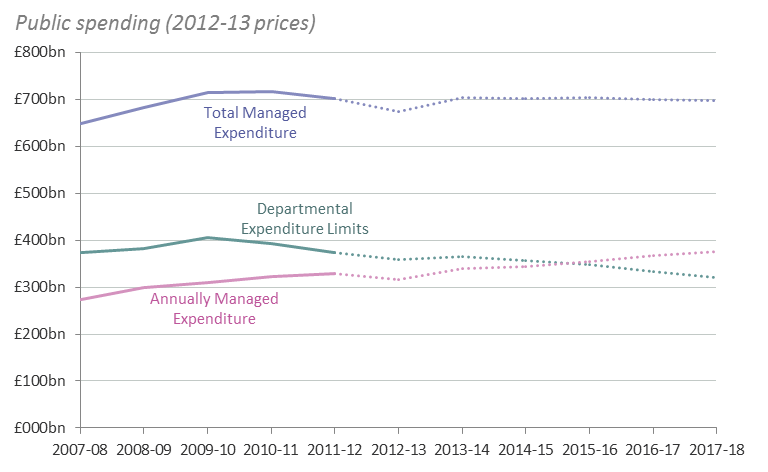 Public spending (2012-13 prices)
£800bn
£700bn
£600bn
£500bn
£400bn
£300bn
£200bn
£100bn
£000bn
Total Managed
Expenditure
Departmental
Expenditure Limits
Annually Managed
Expenditure
2007-08 2008-09 2009-10 2010-11 2011-12 2012-13 2013-14 2014-15 2015-16 2016-17 2017-18